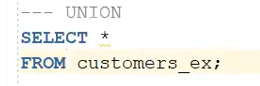 --- UNION
SELECT *
FROM customers_ex;